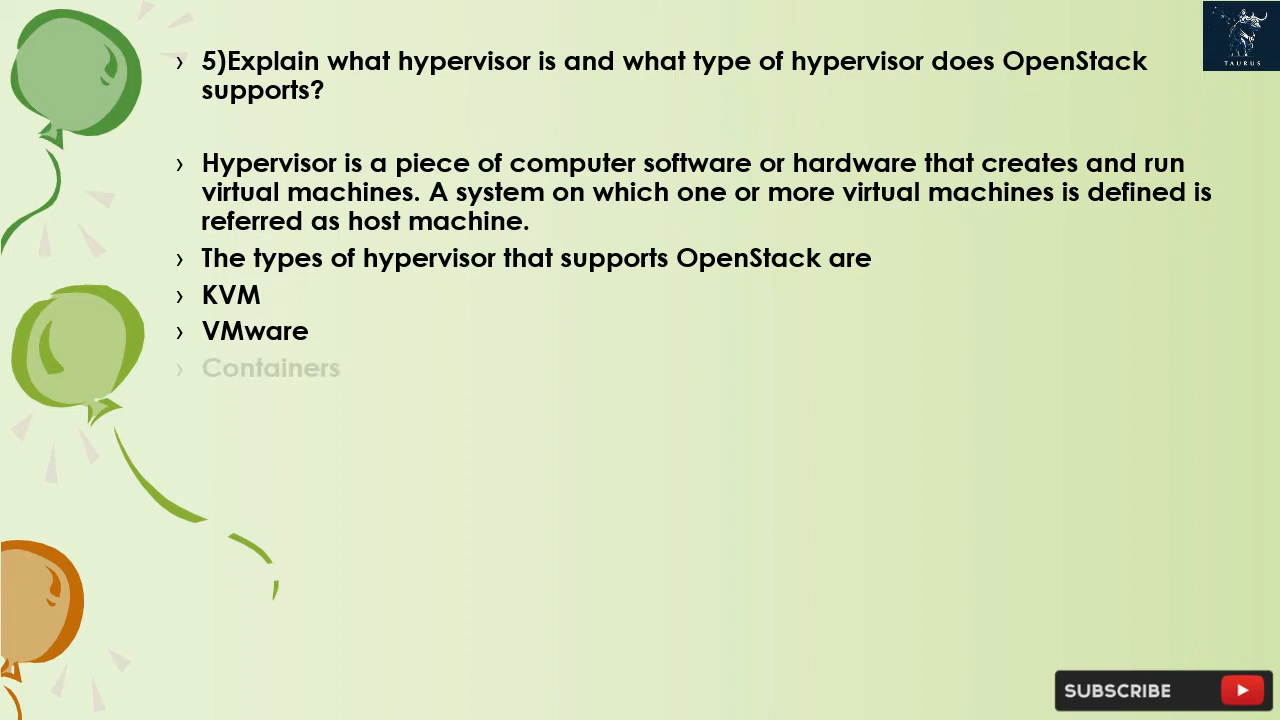 › 5)Explain what hypervisor is and what type of hypervisor does OpenStack
supports?
› Hypervisor is a piece of computer software or hardware that creates and run
virtual machines. A system on which one or more virtual machines is defined is
referred as host machine.
› The types of hypervisor that supports OpenStack are
› KVM
› VMware
› Containers
TAURUS
SUBSCRIBE